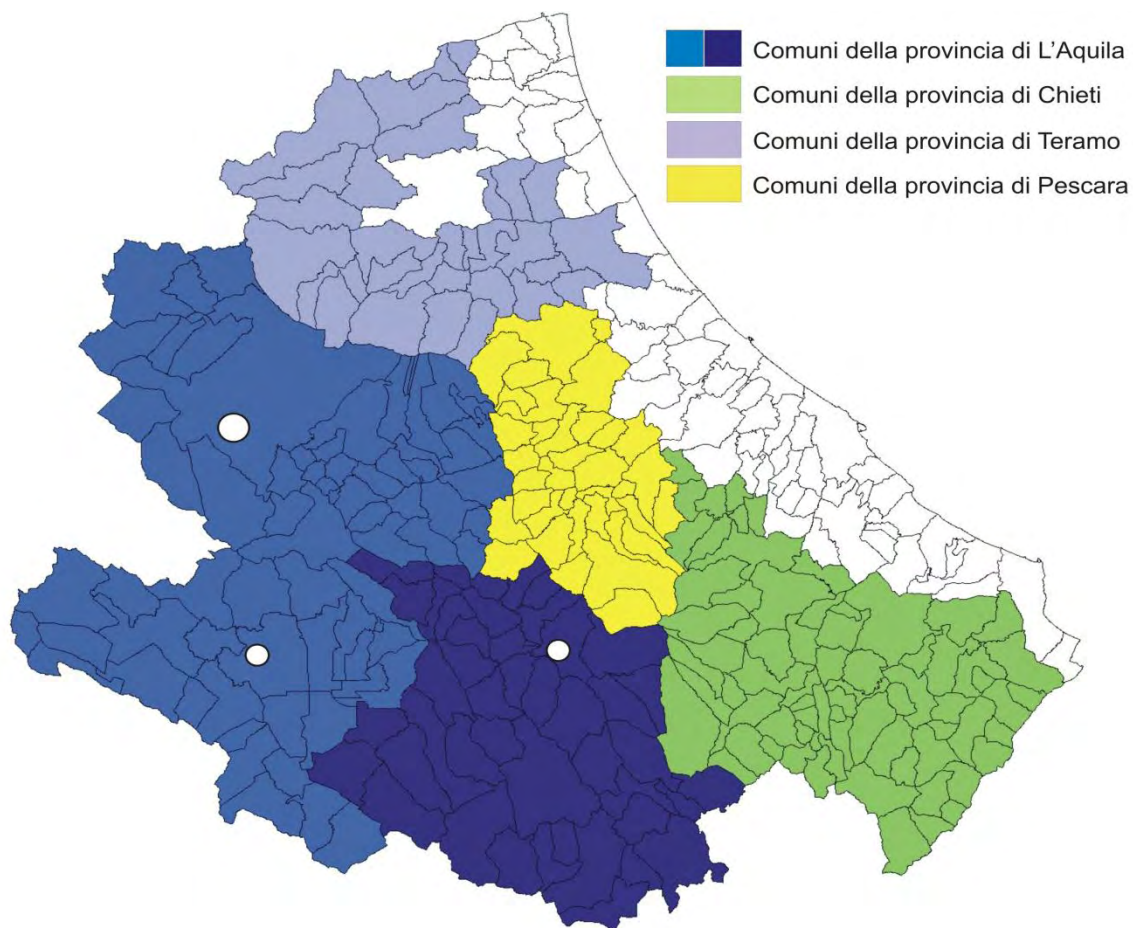 Comuni della provincia di L'Aquila
Comuni della provincia di Chieti
Comuni della provincia di Teramo
Comuni della provincia di Pescara